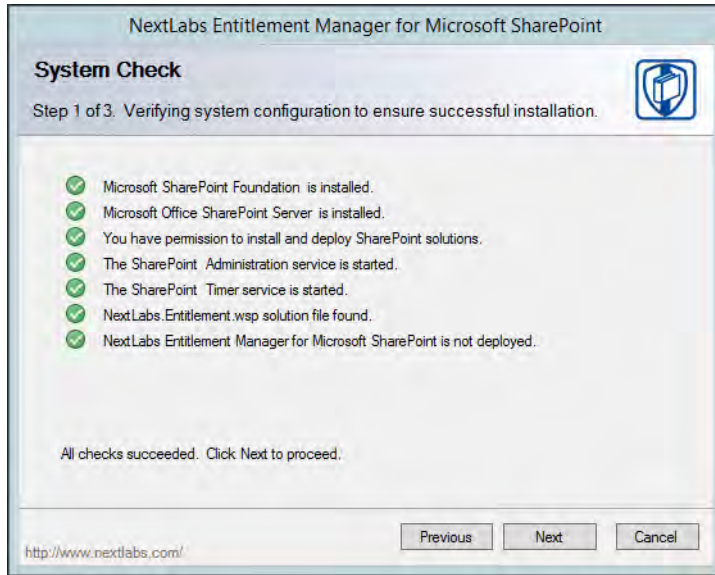 NextLabs Entitlement Manager for Microsoft SharePoint
System Check
Step 1 of 3. Verifying system configuration to ensure successful installation.
Microsoft SharePoint Foundation is installed.
Microsoft Office SharePoint Server is installed.
You have permission to install and deploy SharePoint solutions.
The SharePoint Administration service is started.
The SharePoint Timer service is started.
NextLabs.Entitlement.wsp solution file found.
NextLabs Entitlement Manager for Microsoft SharePoint is not deployed.
All checks succeeded. Click Next to proceed.
Previous Next Cancel
http://www.nextlabs.com/